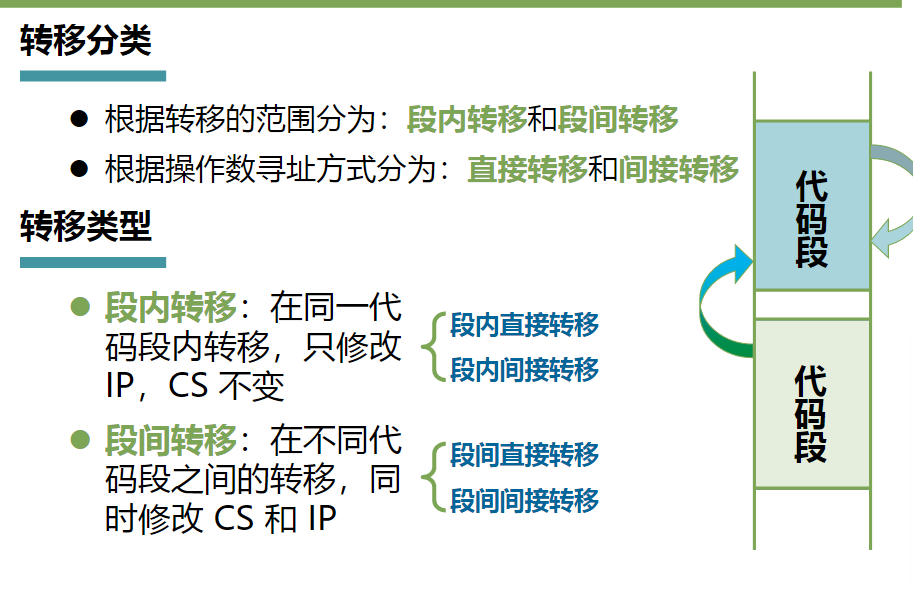 转移分类
● 根据转移的范围分为：段内转移和段间转移
● 根据操作数寻址方式分为：直接转移和间接转移
转移类型
● 段内转移：在同一代
码段内转移，只修改
IP，CS 不变
段内直接转移
段内间接转移
● 段间转移：在不同代
码段之间的转移，同
时修改 CS 和 IP
段间直接转移
段间间接转移
代码段
代码段